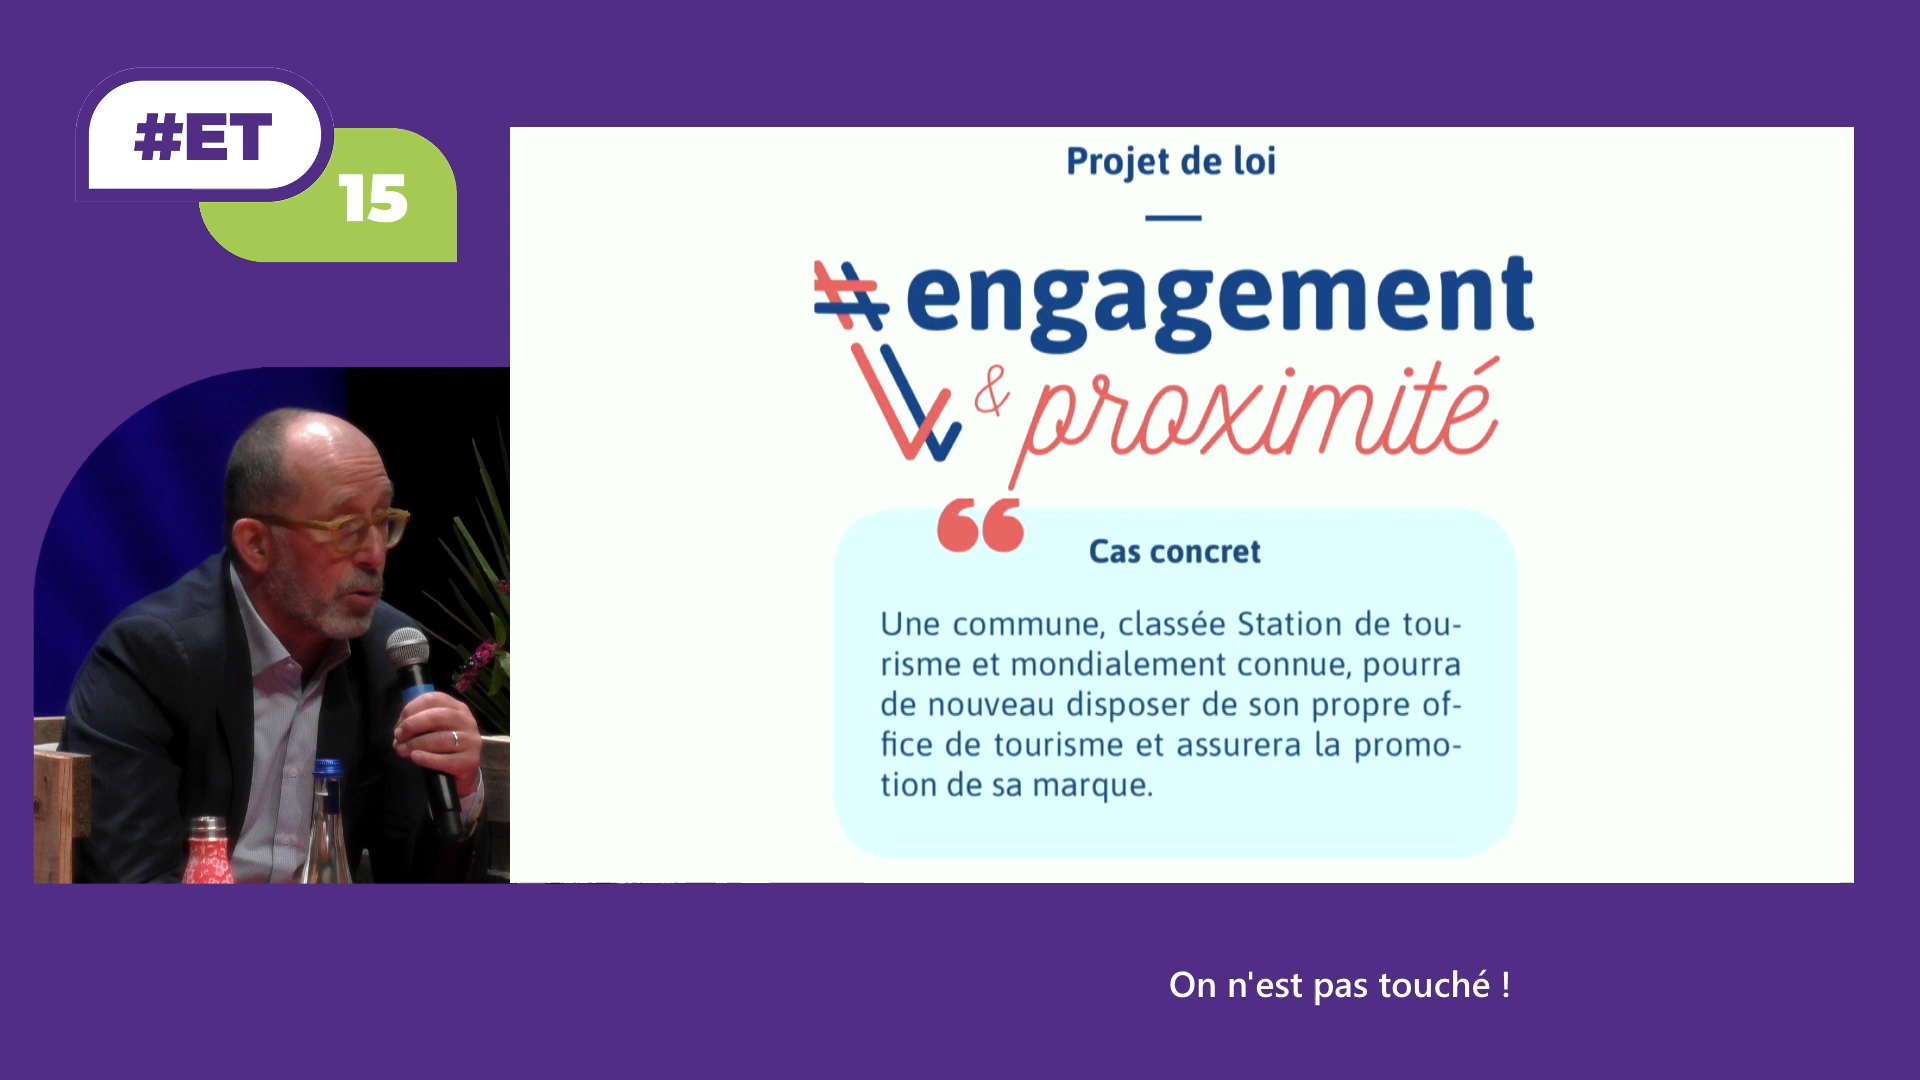 #ET
15
Projet de loi
#engagement
& proximité
“
Cas concret
Une commune, classée Station de tou-
risme et mondialement connue, pourra
de nouveau disposer de son propre of-
fice de tourisme et assurera la promo-
tion de sa marque.
On n'est pas touché !